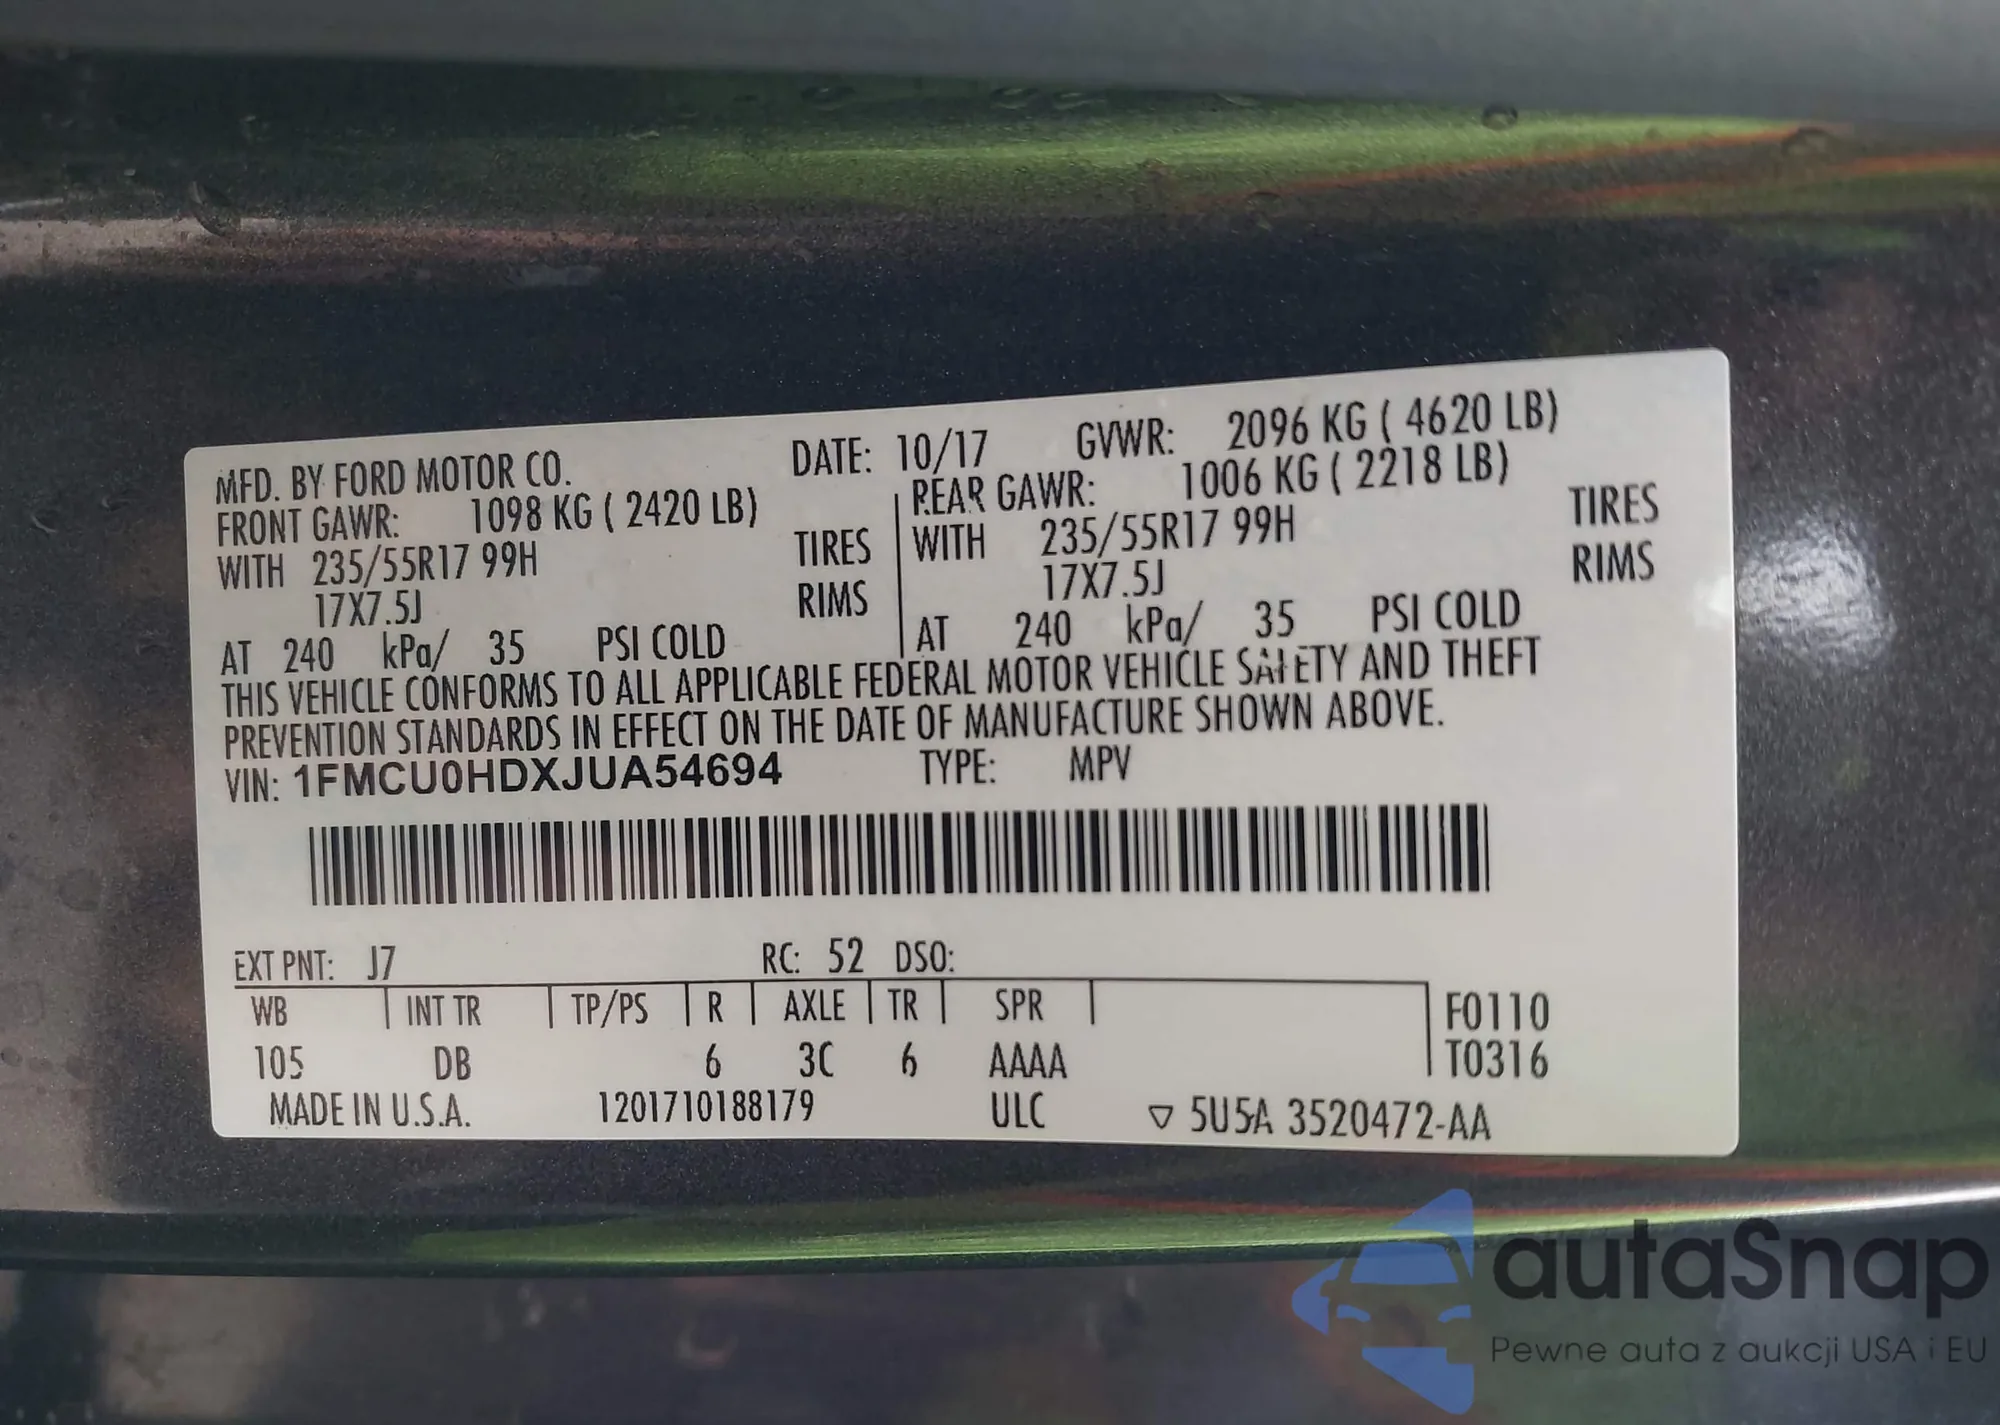 MFD. BY FORD MOTOR CO. DATE: 10/17 GVWR: 2096 KG ( 4620 LB)
FRONT GAWR: 1098 KG ( 2420 LB) REAR GAWR: 1006 KG ( 2218 LB)
WITH 235/55R17 99H TIRES WITH 235/55R17 99H TIRES
17X7.5J RIMS 17X7.5J RIMS
AT 240 kPa/ 35 PSI COLD AT 240 kPa/ 35 PSI COLD
THIS VEHICLE CONFORMS TO ALL APPLICABLE FEDERAL MOTOR VEHICLE SAFETY AND THEFT
PREVENTION STANDARDS IN EFFECT ON THE DATE OF MANUFACTURE SHOWN ABOVE.
VIN: 1FMCU0HDXJUA54694 TYPE: MPV
EXT PNT: J7 RC: 52 DSO:
WB INT TR TP/PS R AXLE TR SPR F0110
105 DB 6 3C 6 AAAA T0316
MADE IN U.S.A. 1201710188179 ULC ▽ 5U5A 3520472-AA
autaSnap
Pewne auta z aukcji USA i EU